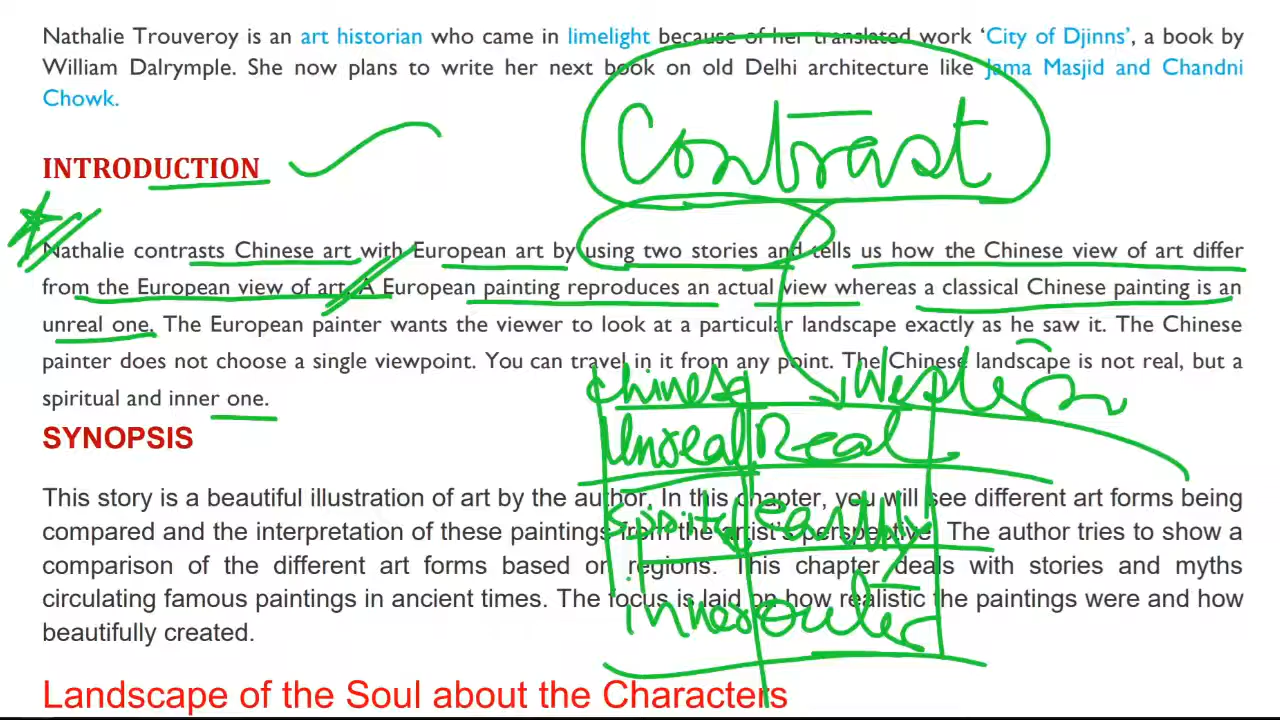 Nathalie Trouveroy is an art historian who came in limelight because of her translated work ‘City of Djinns’, a book by
William Dalrymple. She now plans to write her next book on old Delhi architecture like Jama Masjid and Chandni
Chowk.
Contrast
INTRODUCTION
Nathalie contrasts Chinese art with European art by using two stories and tells us how the Chinese view of art differ
from the European view of art. A European painting reproduces an actual view whereas a classical Chinese painting is an
unreal one. The European painter wants the viewer to look at a particular landscape exactly as he saw it. The Chinese
painter does not choose a single viewpoint. You can travel in it from any point. The Chinese landscape is not real, but a
spiritual and inner one.
Chinese Western
Unreal Real
SYNOPSIS
This story is a beautiful illustration of art by the author. In this chapter, you will see different art forms being
compared and the interpretation of these paintings from the artist's perspective. The author tries to show a
comparison of the different art forms based on regions. This chapter deals with stories and myths
circulating famous paintings in ancient times. The focus is laid on how realistic the paintings were and how
beautifully created.
earthly
inner outer
Landscape of the Soul about the Characters